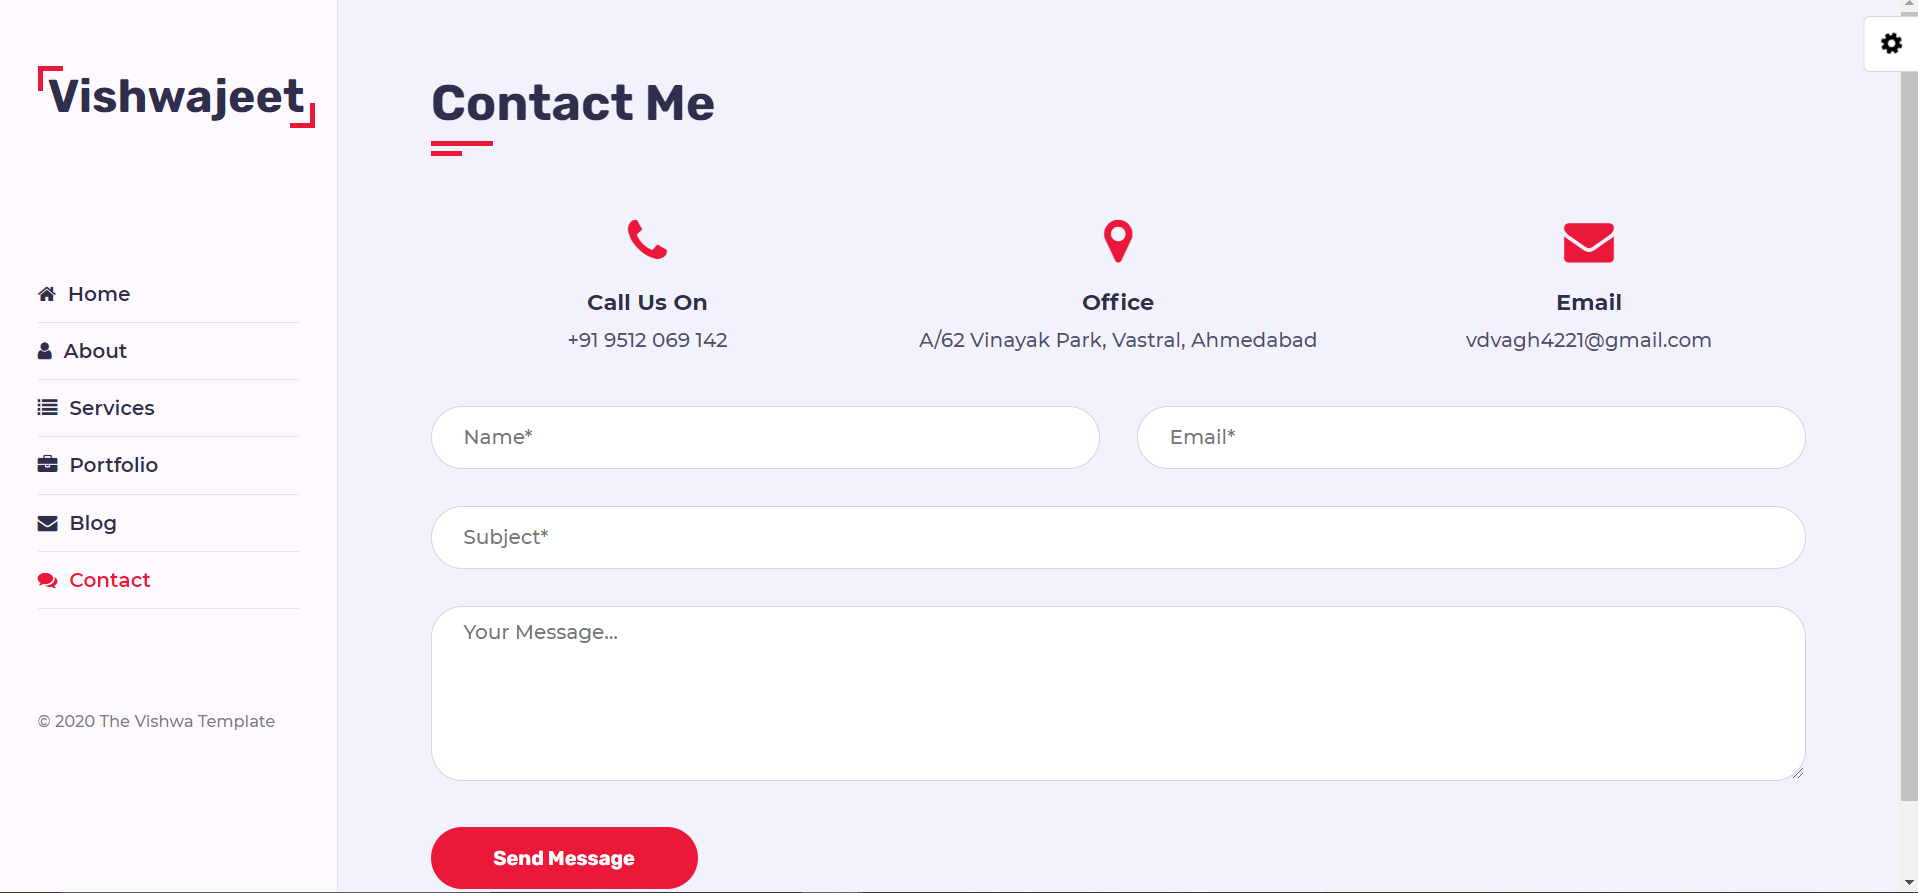 Vishwajeet
Home
About
Services
Portfolio
Blog
Contact
© 2020 The Vishwa Template
Contact Me
Call Us On
+91 9512 069 142
Office
A/62 Vinayak Park, Vastral, Ahmedabad
Email
vdvagh4221@gmail.com
Name*
Email*
Subject*
Your Message...
Send Message